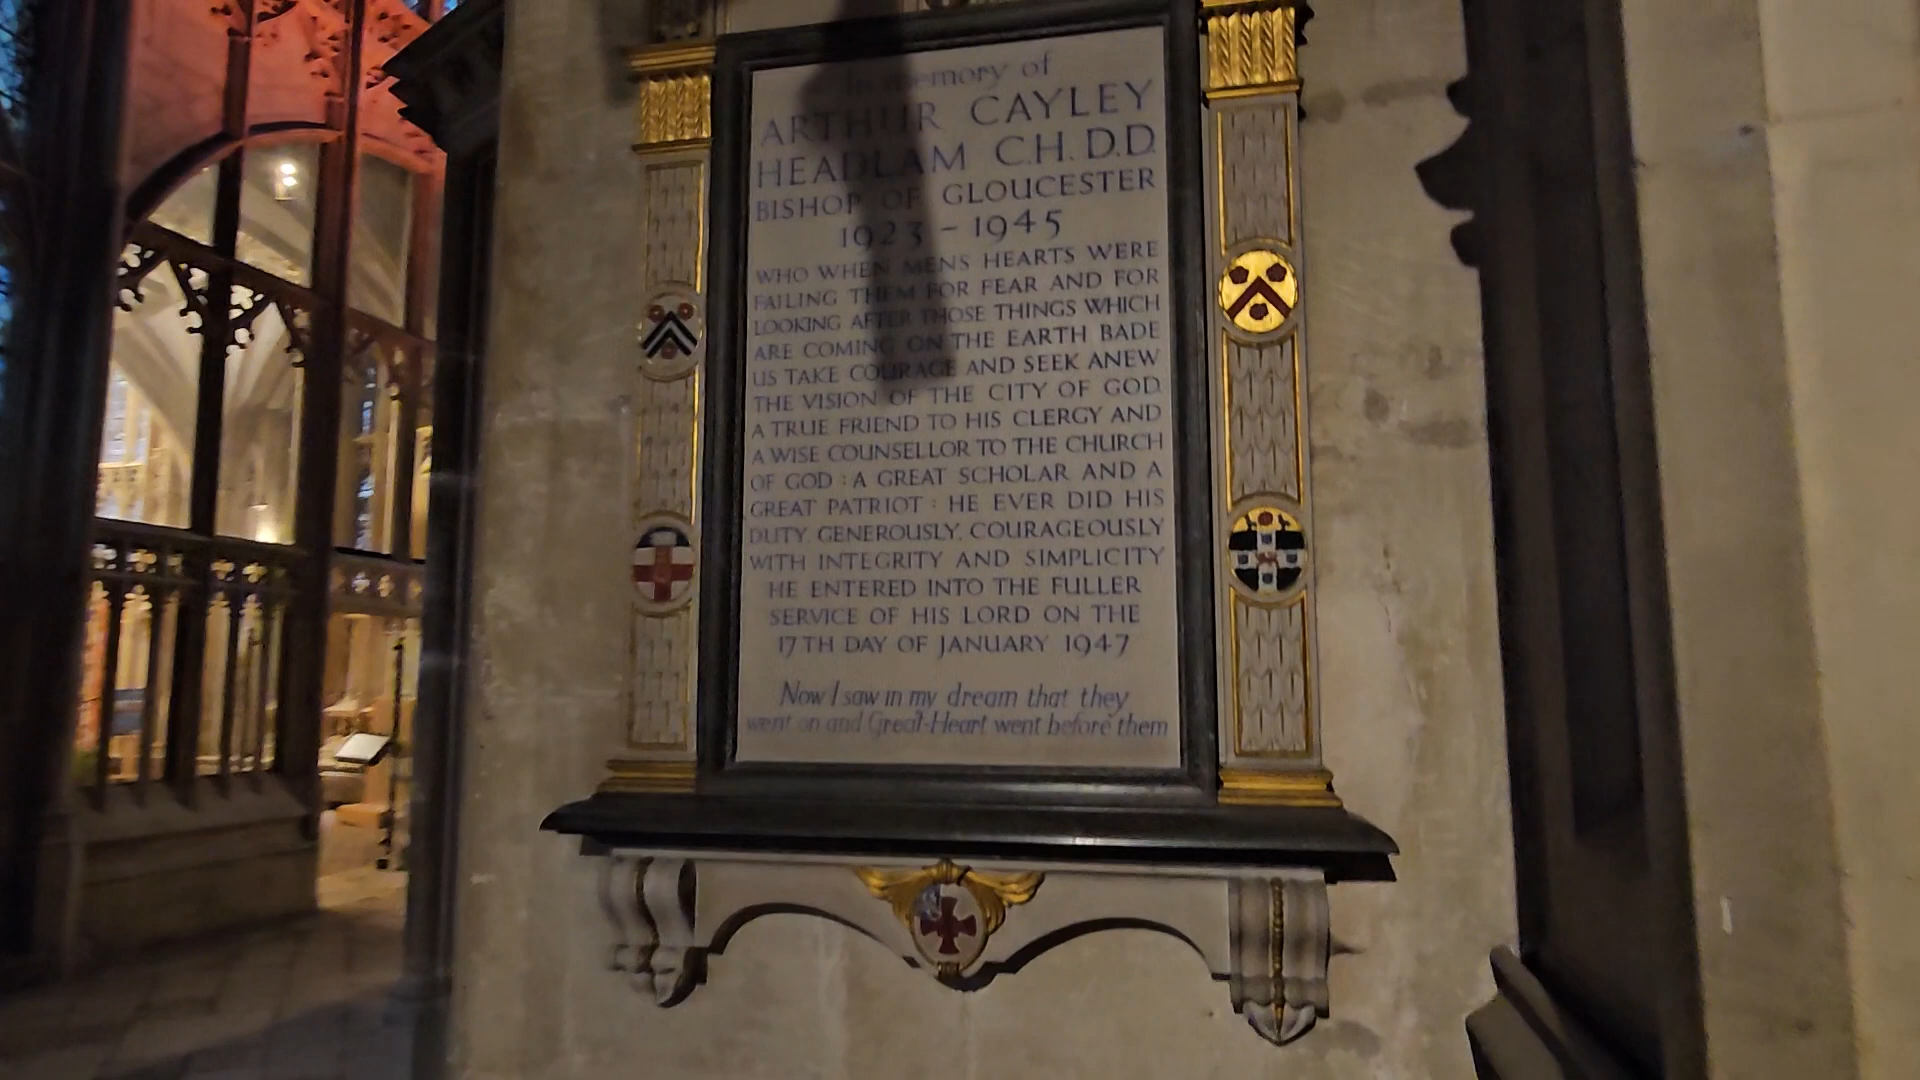 In memory of
ARTHUR CAYLEY
HEADLAM C.H. D.D.
BISHOP OF GLOUCESTER
1923 - 1945
WHO WHEN MENS HEARTS WERE
FAILING THEM FOR FEAR AND FOR
LOOKING AFTER THOSE THINGS WHICH
ARE COMING ON THE EARTH BADE
US TAKE COURAGE AND SEEK ANEW
THE VISION OF THE CITY OF GOD.
A TRUE FRIEND TO HIS CLERGY AND
A WISE COUNSELLOR TO THE CHURCH
OF GOD : A GREAT SCHOLAR AND A
GREAT PATRIOT : HE EVER DID HIS
DUTY, GENEROUSLY, COURAGEOUSLY
WITH INTEGRITY AND SIMPLICITY
HE ENTERED INTO THE FULLER
SERVICE OF HIS LORD ON THE
17TH DAY OF JANUARY 1947
Now I saw in my dream that they
went on and Great-Heart went before them